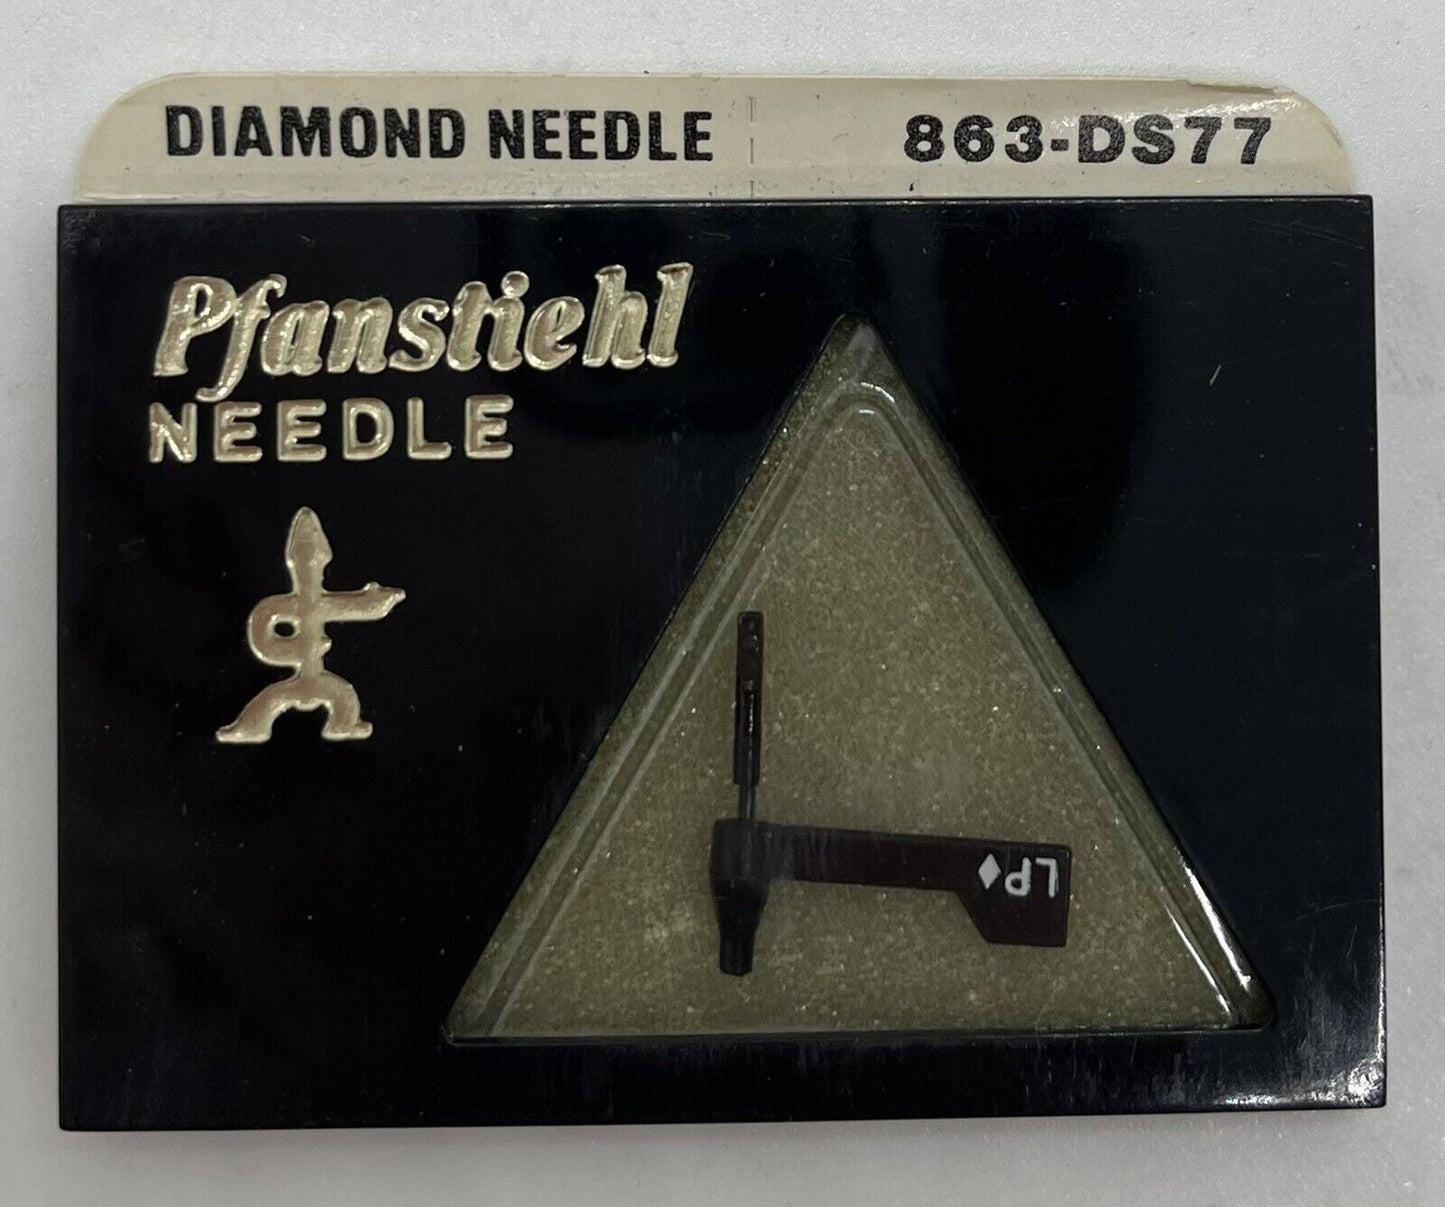 DIAMOND NEEDLE 863-DS77
Pfanstiehl
NEEDLE
LP♦